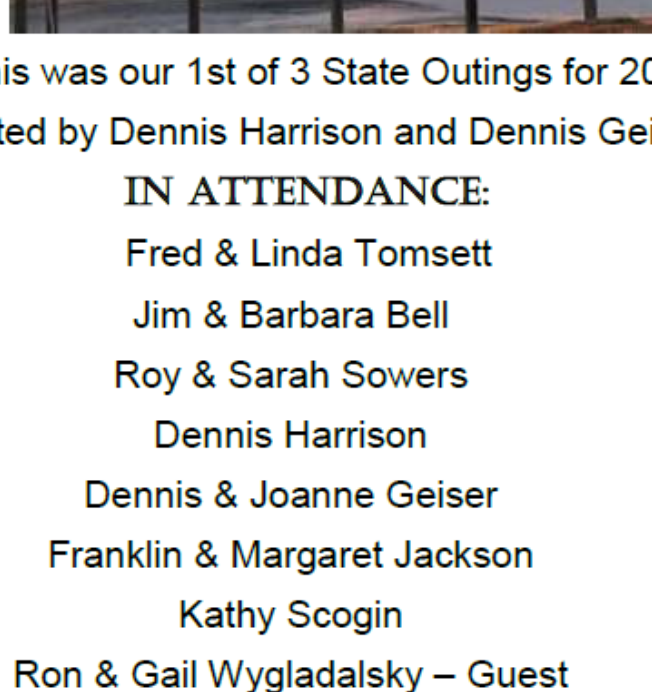 his was our 1st of 3 State Outings for 20
ted by Dennis Harrison and Dennis Gei
IN ATTENDANCE:
Fred & Linda Tomsett
Jim & Barbara Bell
Roy & Sarah Sowers
Dennis Harrison
Dennis & Joanne Geiser
Franklin & Margaret Jackson
Kathy Scogin
Ron & Gail Wygladalsky – Guest